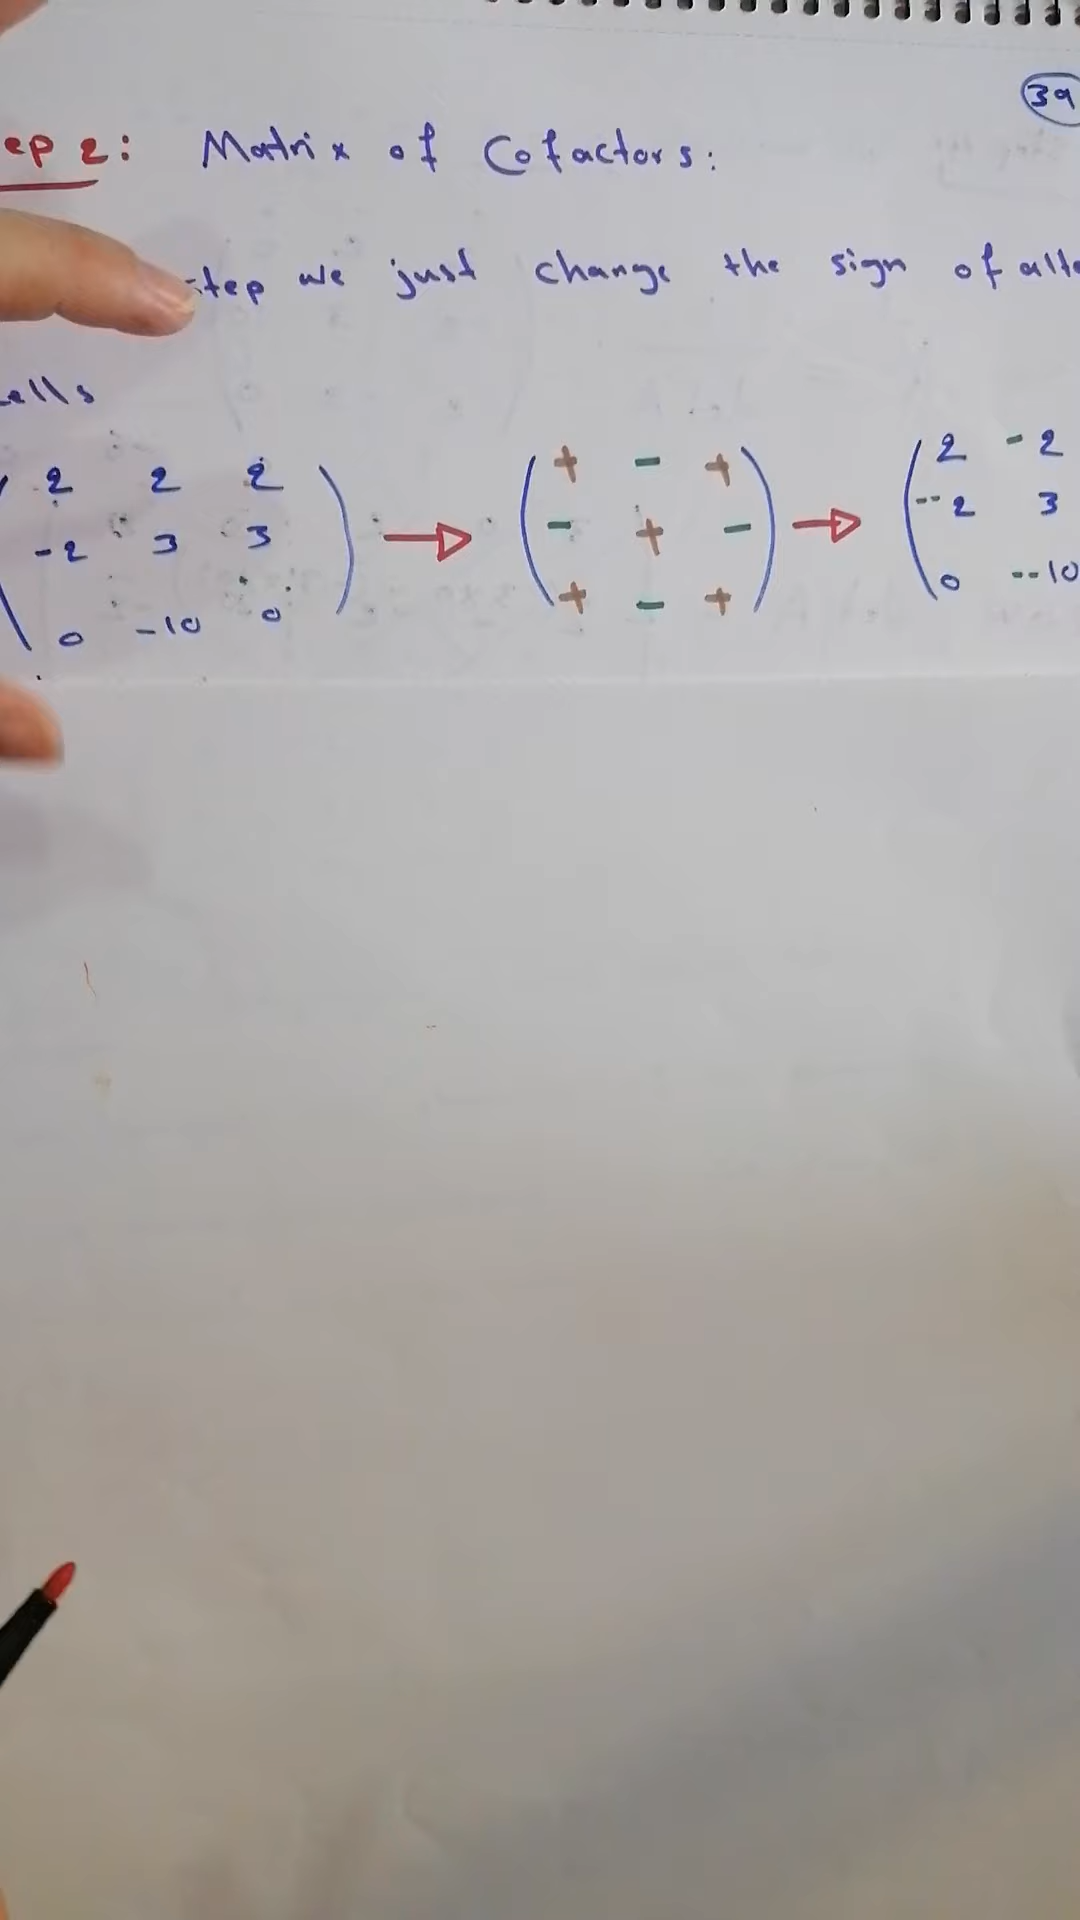 39
ep 2: Matrix of Cofactors:
step we just change the sign of alte
ells
2 2 2 + - + 2 - 2
-2 3 3 - + - --2 3
0 -10 0 + - + 0 --10